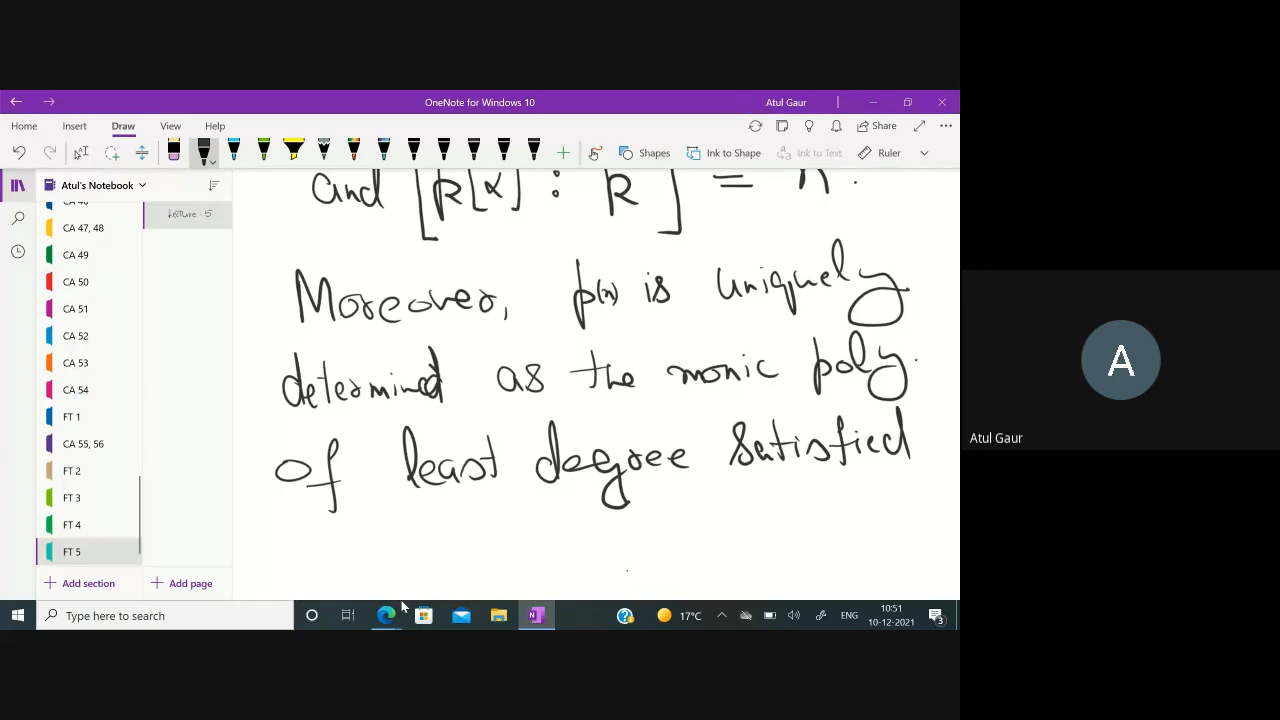 OneNote for Windows 10
Atul Gaur
Home Insert Draw View Help
Share
Shapes Ink to Shape Ink to Text Ruler
Atul's Notebook
CA 47, 48
CA 49
CA 50
CA 51
CA 52
CA 53
CA 54
FT 1
CA 55, 56
FT 2
FT 3
FT 4
FT 5
Add section
Lecture - 5
Add page
and [k[α] : k] = n.
Moreover, p(x) is uniquely
determined as the monic poly.
of least degree satisfied
Type here to search
17°C
ENG
10:51
10-12-2021
3
A
Atul Gaur